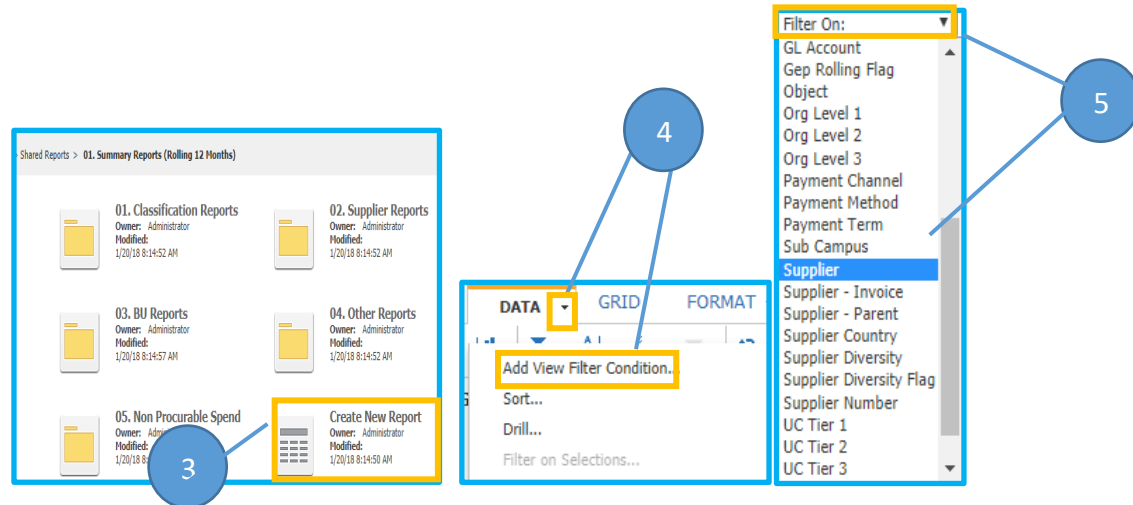 Shared Reports > 01. Summary Reports (Rolling 12 Months)
01. Classification Reports
Owner: Administrator
Modified:
1/20/18 8:14:52 AM
02. Supplier Reports
Owner: Administrator
Modified:
1/20/18 8:14:52 AM
03. BU Reports
Owner: Administrator
Modified:
1/20/18 8:14:57 AM
04. Other Reports
Owner: Administrator
Modified:
1/20/18 8:14:52 AM
05. Non Procurable Spend
Owner:
Modified:
1/20/18
Create New Report
Owner: Administrator
Modified:
1/20/18 8:14:50 AM
3
4
DATA GRID FORMAT
Add View Filter Condition...
Sort...
Drill...
Filter on Selections...
Filter On:
GL Account
Gep Rolling Flag
Object
Org Level 1
Org Level 2
Org Level 3
Payment Channel
Payment Method
Payment Term
Sub Campus
Supplier
Supplier - Invoice
Supplier - Parent
Supplier Country
Supplier Diversity
Supplier Diversity Flag
Supplier Number
UC Tier 1
UC Tier 2
UC Tier 3
5